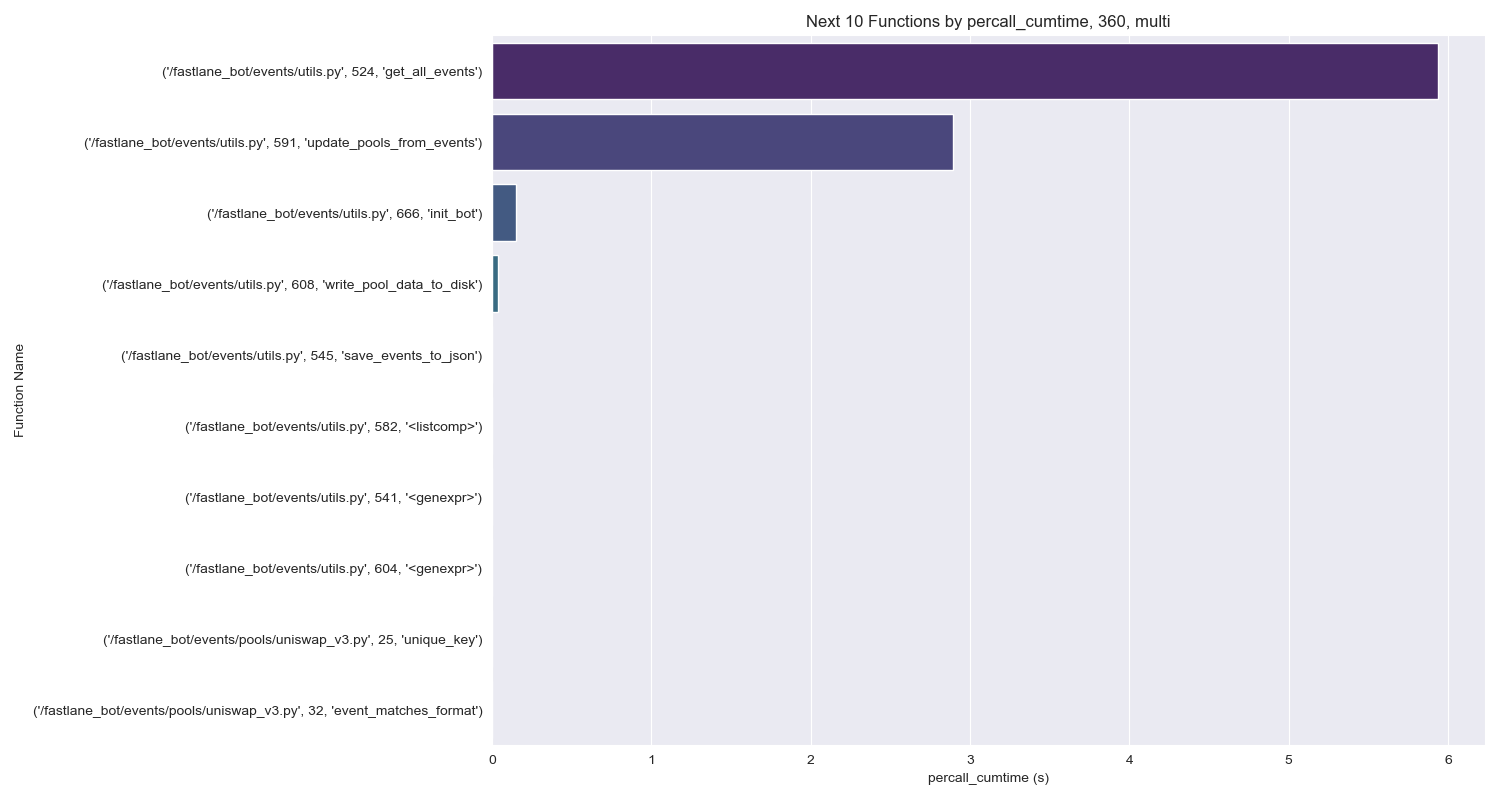 Next 10 Functions by percall_cumtime, 360, multi
('/fastlane_bot/events/utils.py', 524, 'get_all_events')
('/fastlane_bot/events/utils.py', 591, 'update_pools_from_events')
('/fastlane_bot/events/utils.py', 666, 'init_bot')
('/fastlane_bot/events/utils.py', 608, 'write_pool_data_to_disk')
('/fastlane_bot/events/utils.py', 545, 'save_events_to_json')
('/fastlane_bot/events/utils.py', 582, '<listcomp>')
('/fastlane_bot/events/utils.py', 541, '<genexpr>')
('/fastlane_bot/events/utils.py', 604, '<genexpr>')
('/fastlane_bot/events/pools/uniswap_v3.py', 25, 'unique_key')
('/fastlane_bot/events/pools/uniswap_v3.py', 32, 'event_matches_format')
Function Name
0 1 2 3 4 5 6
percall_cumtime (s)